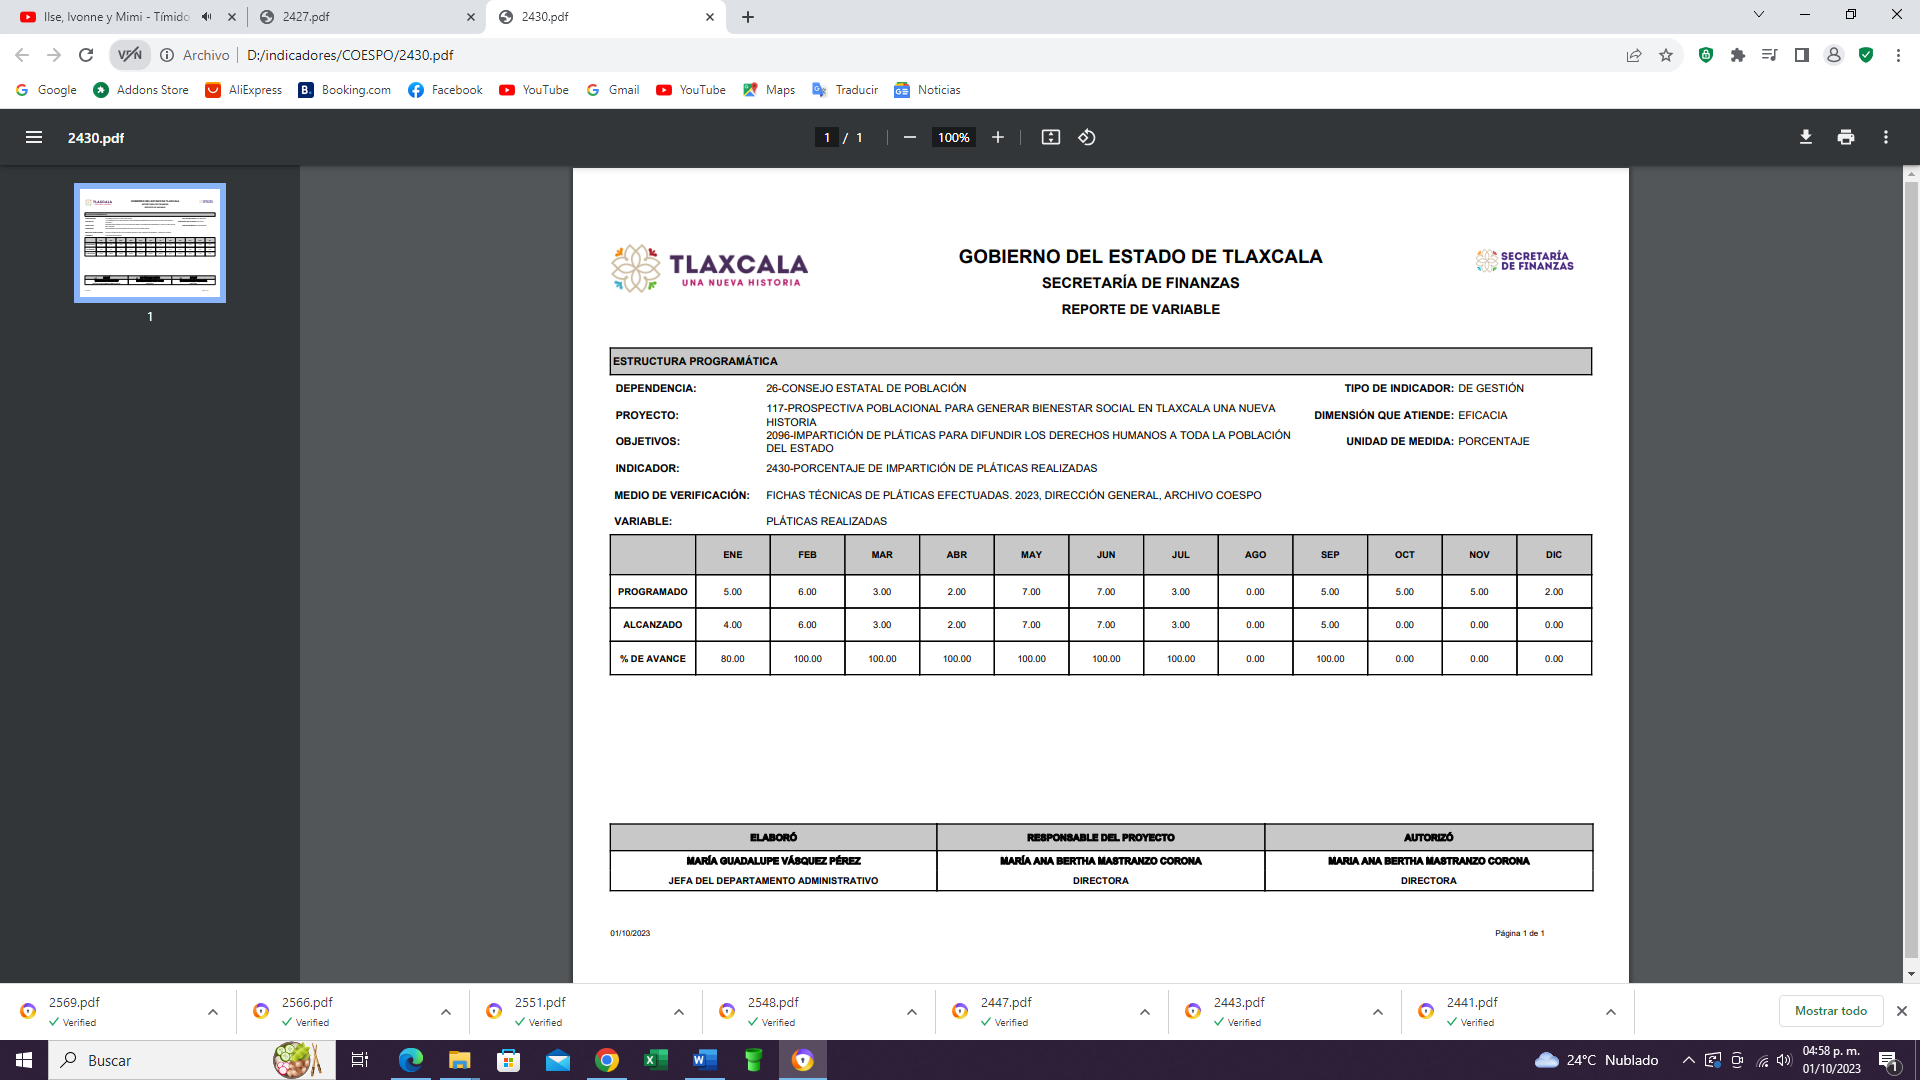 Ilse, Ivonne y Mimi - Tímido
2427.pdf
2430.pdf
VPN
Archivo
D:/indicadores/COESPO/2430.pdf
Google
Addons Store
AliExpress
Booking.com
Facebook
YouTube
Gmail
YouTube
Maps
Traducir
Noticias
2430.pdf
1 / 1
100%
1
TLAXCALA
UNA NUEVA HISTORIA
GOBIERNO DEL ESTADO DE TLAXCALA
SECRETARÍA DE FINANZAS
REPORTE DE VARIABLE
SECRETARÍA
DE FINANZAS
ESTRUCTURA PROGRAMÁTICA
DEPENDENCIA: 26-CONSEJO ESTATAL DE POBLACIÓN TIPO DE INDICADOR: DE GESTIÓN
PROYECTO: 117-PROSPECTIVA POBLACIONAL PARA GENERAR BIENESTAR SOCIAL EN TLAXCALA UNA NUEVA
HISTORIA
DIMENSIÓN QUE ATIENDE: EFICACIA
OBJETIVOS: 2096-IMPARTICIÓN DE PLÁTICAS PARA DIFUNDIR LOS DERECHOS HUMANOS A TODA LA POBLACIÓN
DEL ESTADO
UNIDAD DE MEDIDA: PORCENTAJE
INDICADOR: 2430-PORCENTAJE DE IMPARTICIÓN DE PLÁTICAS REALIZADAS
MEDIO DE VERIFICACIÓN: FICHAS TÉCNICAS DE PLÁTICAS EFECTUADAS. 2023, DIRECCIÓN GENERAL, ARCHIVO COESPO
VARIABLE: PLÁTICAS REALIZADAS
ENE FEB MAR ABR MAY JUN JUL AGO SEP OCT NOV DIC
PROGRAMADO 5.00 6.00 3.00 2.00 7.00 7.00 3.00 0.00 5.00 5.00 5.00 2.00
ALCANZADO 4.00 6.00 3.00 2.00 7.00 7.00 3.00 0.00 5.00 0.00 0.00 0.00
% DE AVANCE 80.00 100.00 100.00 100.00 100.00 100.00 100.00 0.00 100.00 0.00 0.00 0.00
ELABORÓ RESPONSABLE DEL PROYECTO AUTORIZÓ
MARÍA GUADALUPE VÁSQUEZ PÉREZ MARÍA ANA BERTHA MASTRANZO CORONA MARIA ANA BERTHA MASTRANZO CORONA
JEFA DEL DEPARTAMENTO ADMINISTRATIVO DIRECTORA DIRECTORA
01/10/2023 Página 1 de 1
2569.pdf
Verified
2566.pdf
Verified
2551.pdf
Verified
2548.pdf
Verified
2447.pdf
Verified
2443.pdf
Verified
2441.pdf
Verified
Mostrar todo
Buscar
24°C Nublado
04:58 p. m.
01/10/2023
1